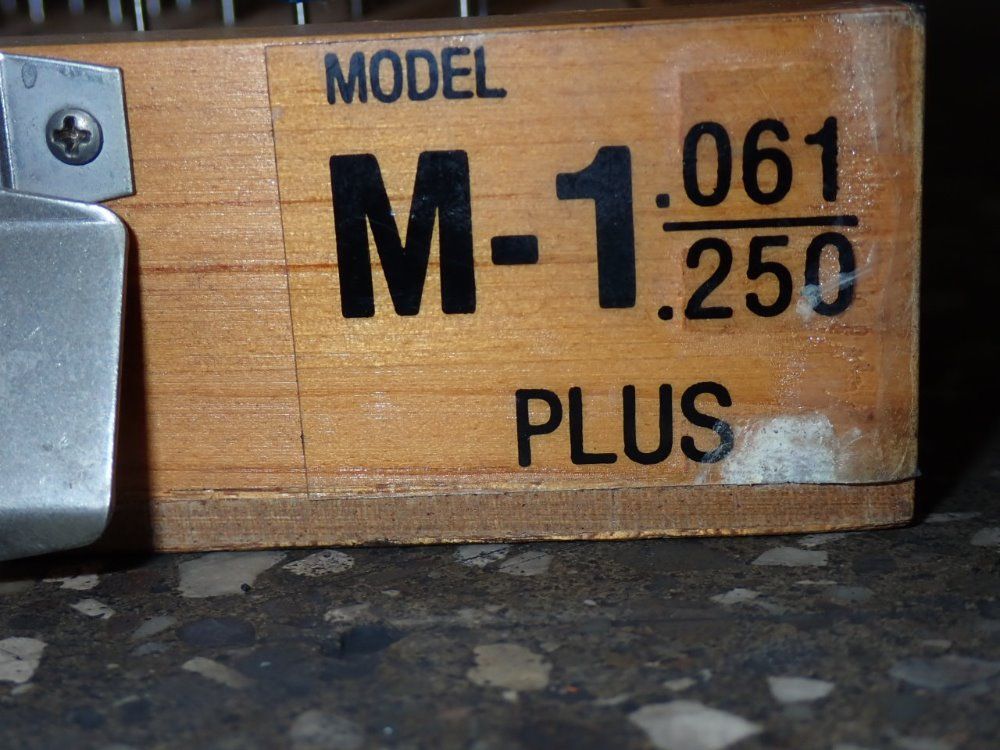 MODEL
M-1 .061
.250
PLUS